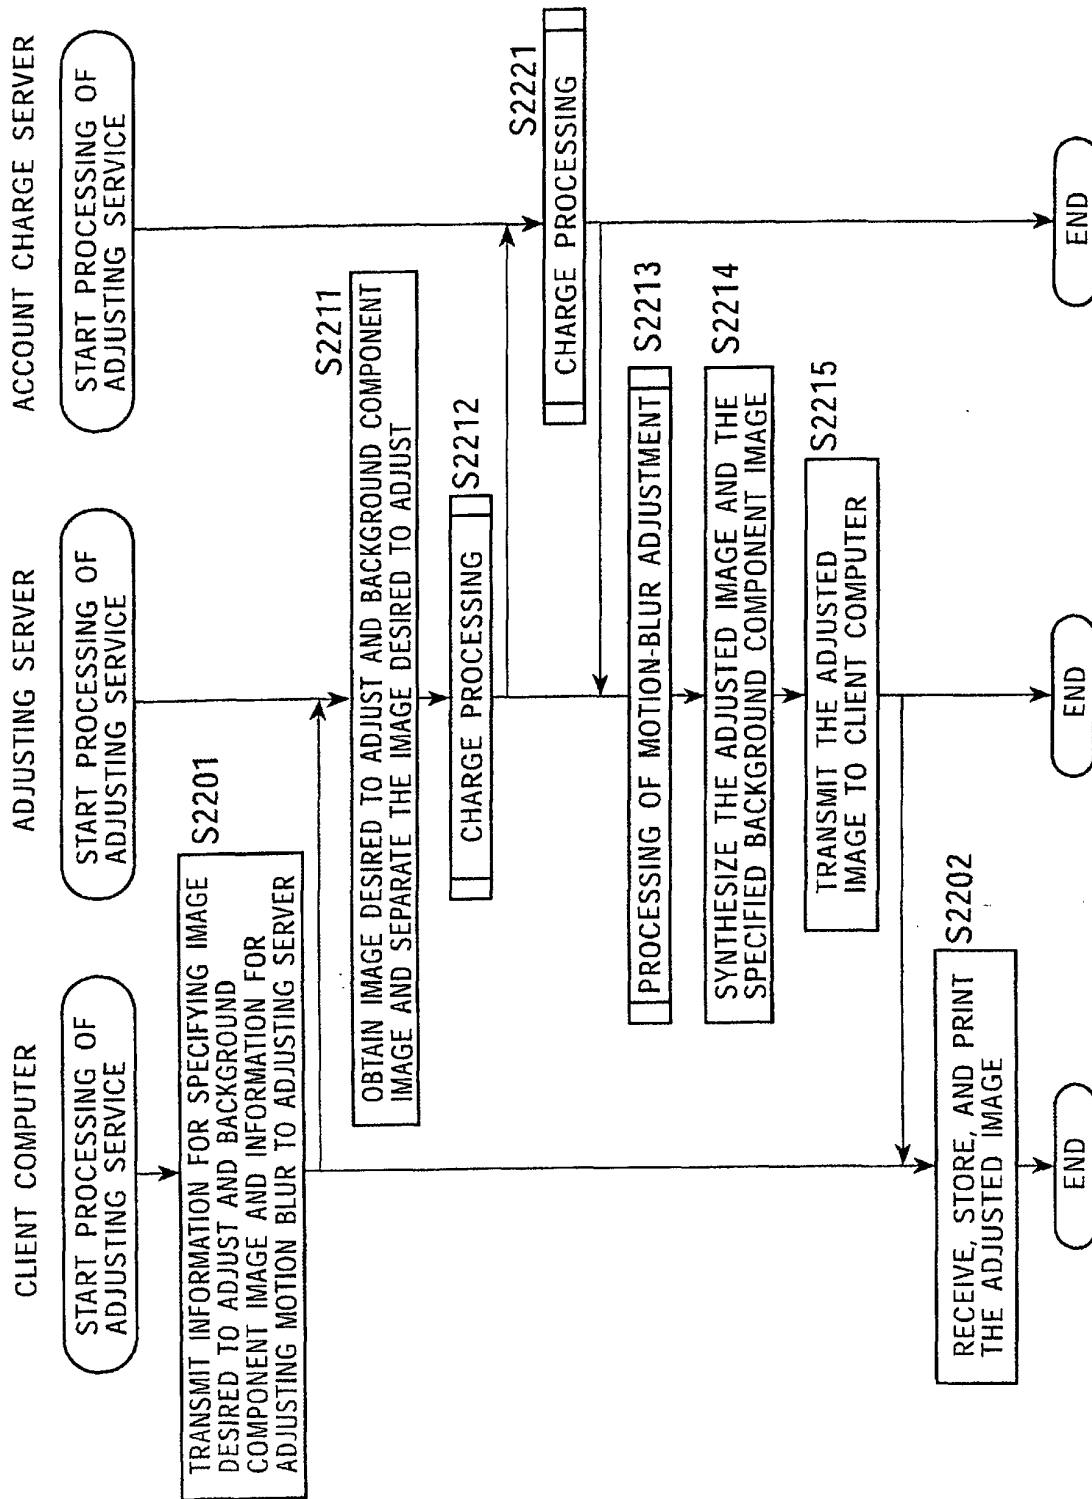 CLIENT COMPUTER
START PROCESSING OF
ADJUSTING SERVICE
TRANSMIT INFORMATION FOR SPECIFYING IMAGE
DESIRED TO ADJUST AND BACKGROUND
COMPONENT IMAGE AND INFORMATION FOR
ADJUSTING MOTION BLUR TO ADJUSTING SERVER
S2201
RECEIVE, STORE, AND PRINT
THE ADJUSTED IMAGE
S2202
END
ADJUSTING SERVER
START PROCESSING OF
ADJUSTING SERVICE
OBTAIN IMAGE DESIRED TO ADJUST AND BACKGROUND COMPONENT
IMAGE AND SEPARATE THE IMAGE DESIRED TO ADJUST
S2211
CHARGE PROCESSING
S2212
PROCESSING OF MOTION-BLUR ADJUSTMENT
S2213
SYNTHESIZE THE ADJUSTED IMAGE AND THE
SPECIFIED BACKGROUND COMPONENT IMAGE
S2214
TRANSMIT THE ADJUSTED
IMAGE TO CLIENT COMPUTER
S2215
END
ACCOUNT CHARGE SERVER
START PROCESSING OF
ADJUSTING SERVICE
CHARGE PROCESSING
S2221
END